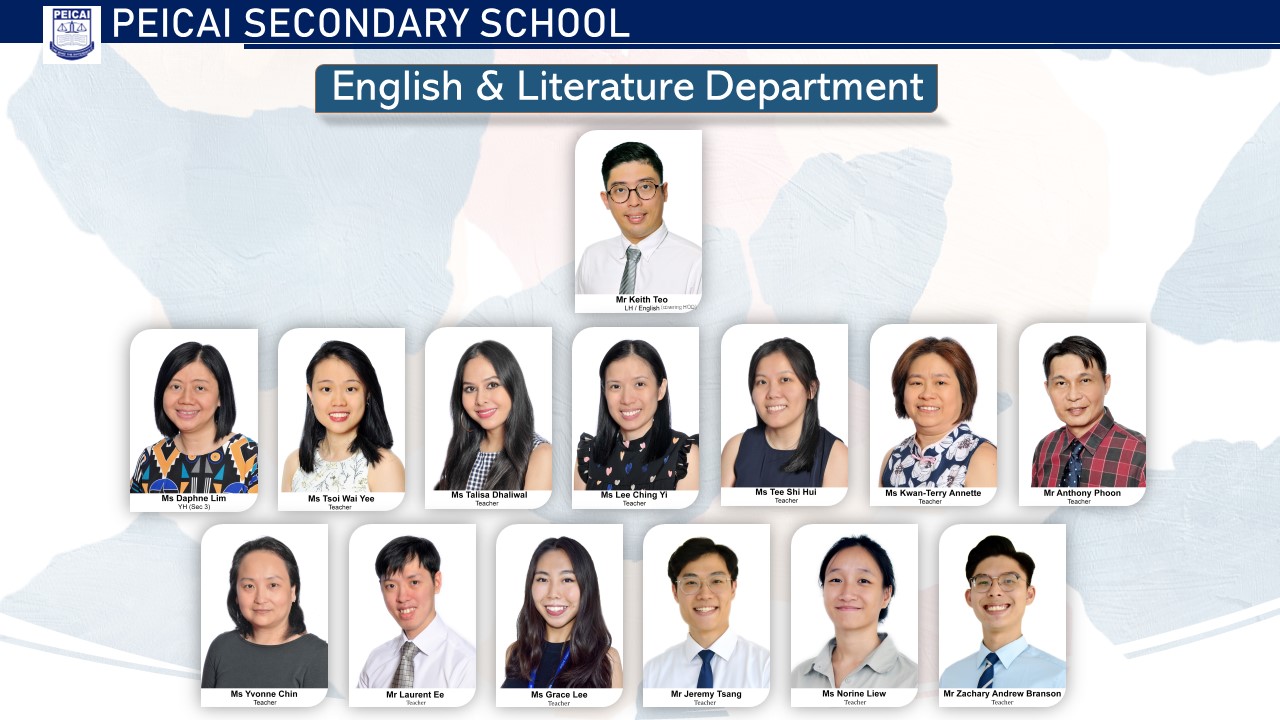 PEICAI
PEICAI SECONDARY SCHOOL
English & Literature Department
Mr Keith Teo
LH / English (covering HOD)
Ms Daphne Lim
YH (Sec 3)
Ms Tsoi Wai Yee
Teacher
Ms Talisa Dhaliwal
Teacher
Ms Lee Ching Yi
Teacher
Ms Tee Shi Hui
Teacher
Ms Kwan-Terry Annette
Teacher
Mr Anthony Phoon
Teacher
Ms Yvonne Chin
Teacher
Mr Laurent Ee
Teacher
Ms Grace Lee
Teacher
Mr Jeremy Tsang
Teacher
Ms Norine Liew
Teacher
Mr Zachary Andrew Branson
Teacher